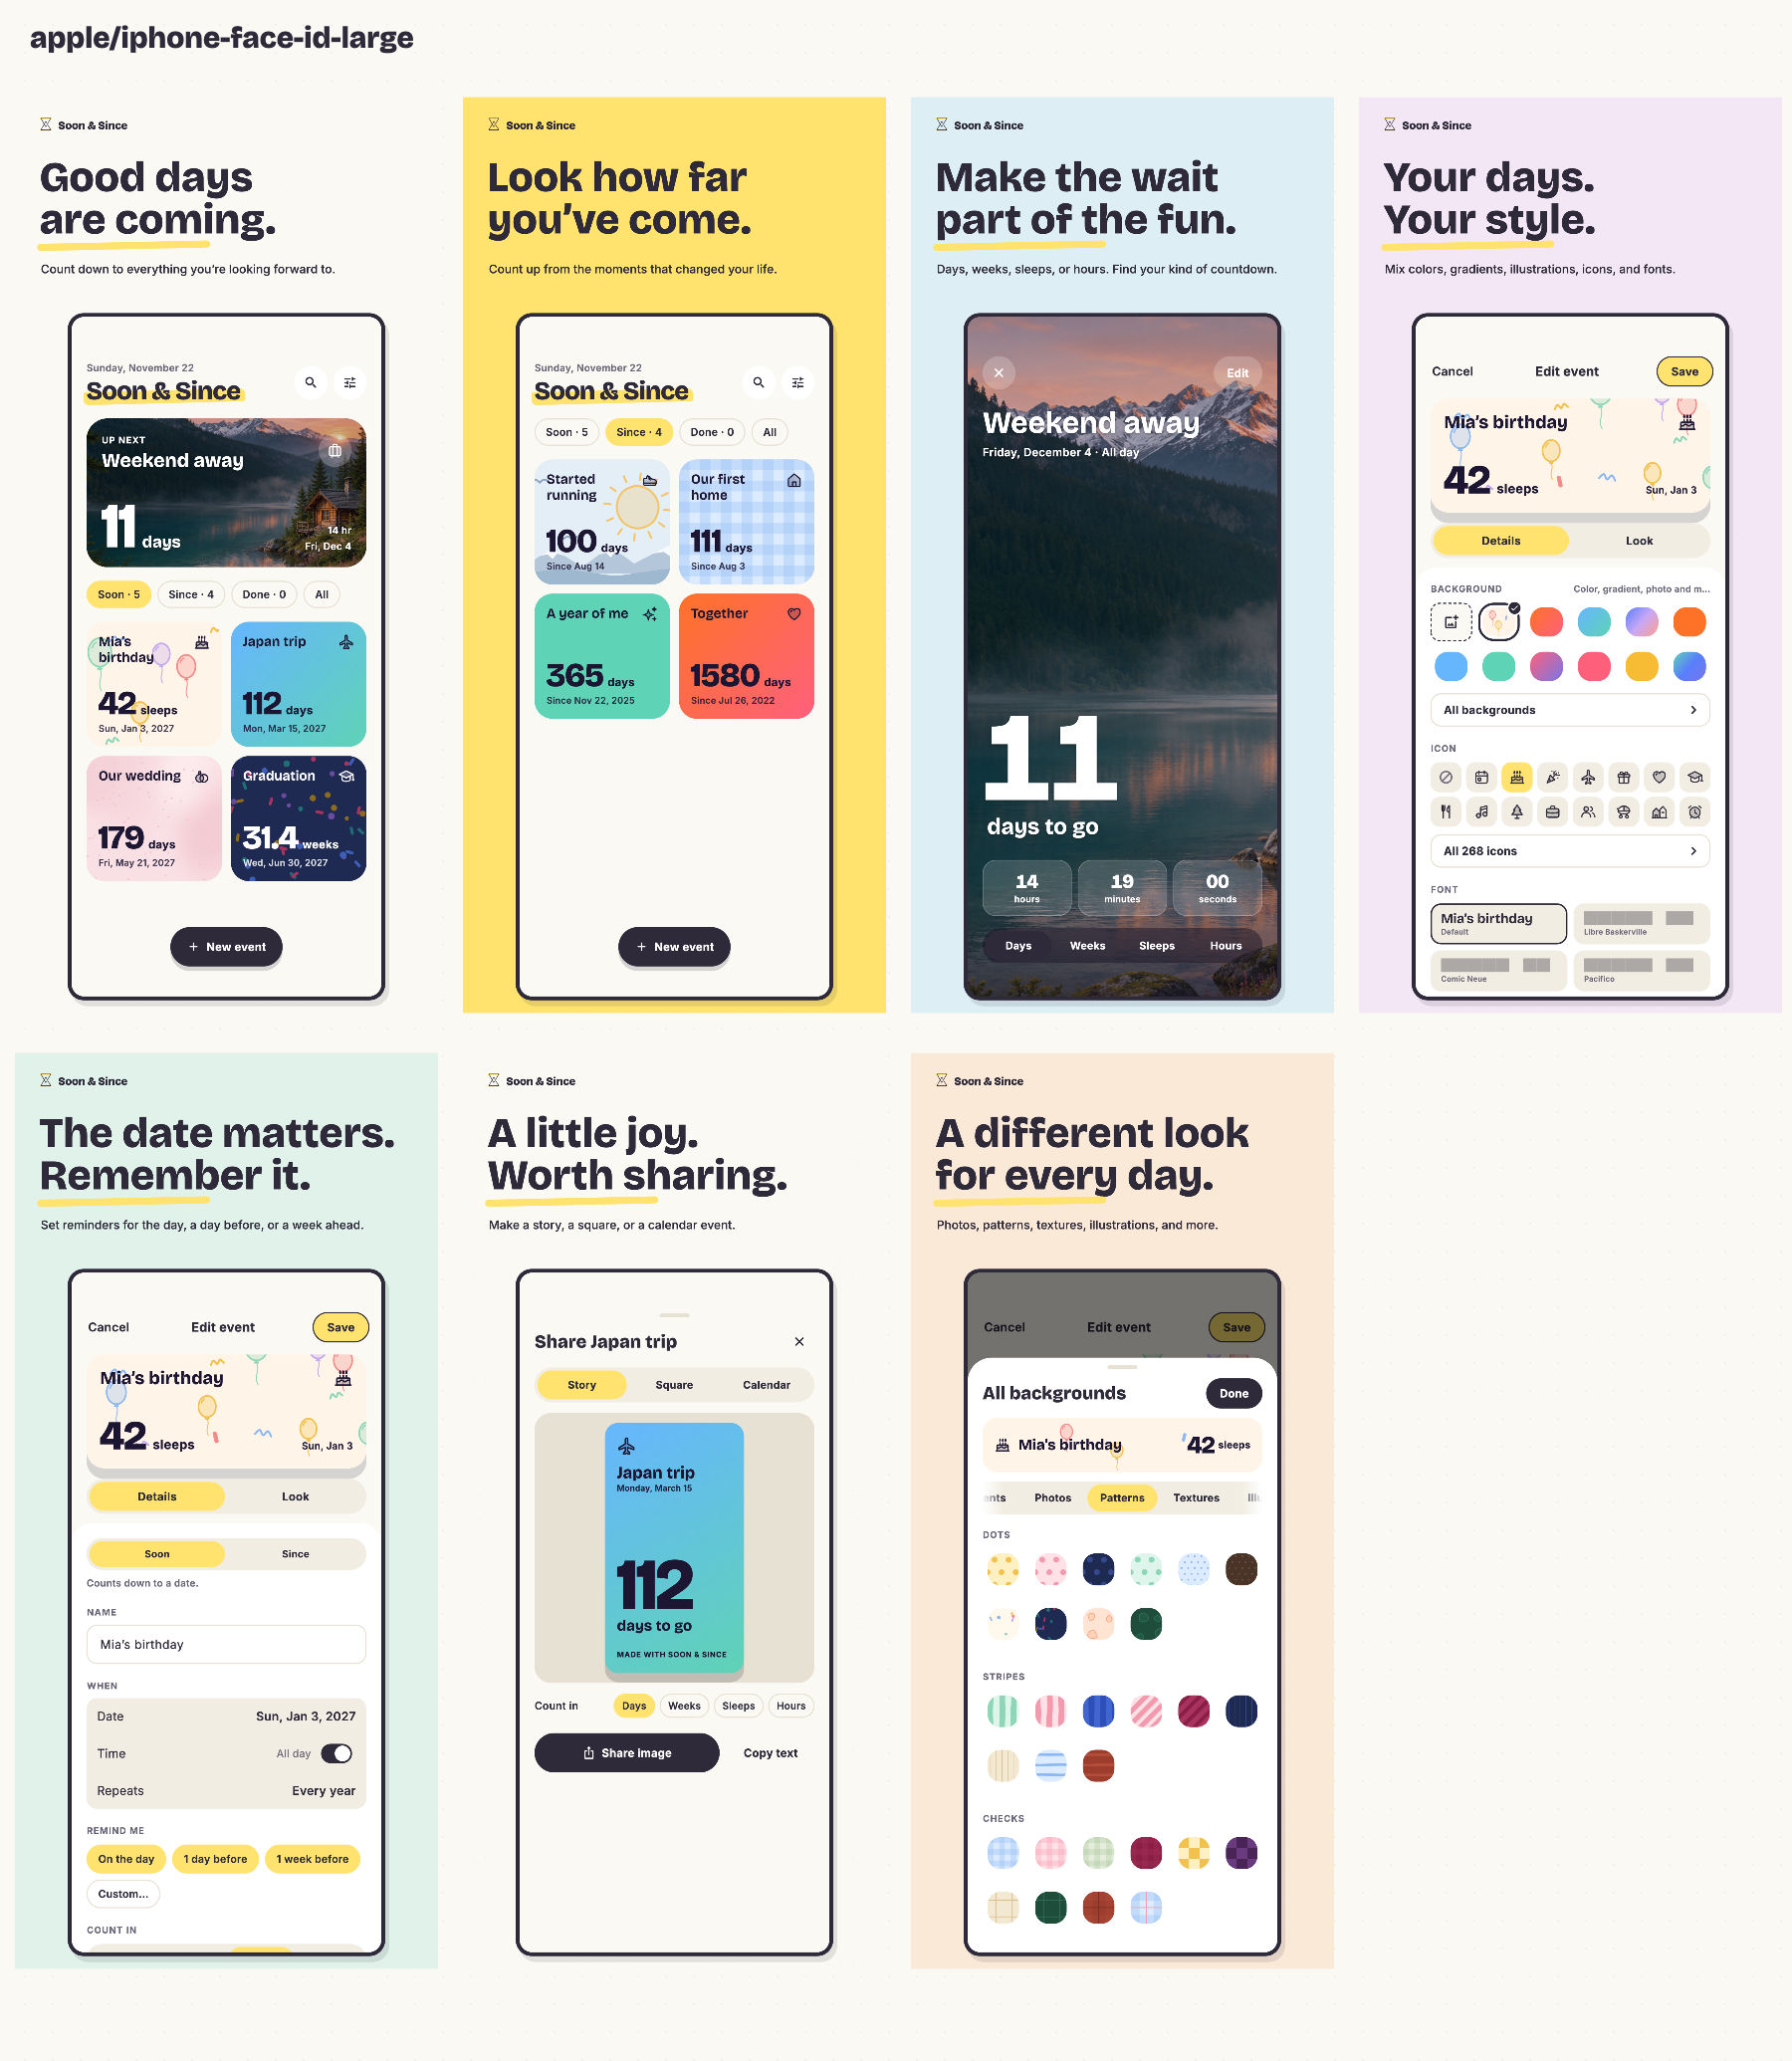 apple/iphone-face-id-large
Soon & Since
Good days
are coming.
Count down to everything you're looking forward to.
Sunday, November 22
Soon & Since
UP NEXT
Weekend away
11 days
14 hr
Fri, Dec 4
Soon · 5
Since · 4
Done · 0
All
Mia's
birthday
42 sleeps
Sun, Jan 3, 2027
Japan trip
112 days
Mon, Mar 15, 2027
Our wedding
179 days
Fri, May 21, 2027
Graduation
31.4 weeks
Wed, Jun 30, 2027
+ New event
Soon & Since
Look how far
you've come.
Count up from the moments that changed your life.
Sunday, November 22
Soon & Since
Soon · 5
Since · 4
Done · 0
All
Started
running
100 days
Since Aug 14
Our first
home
111 days
Since Aug 3
A year of me
365 days
Since Nov 22, 2025
Together
1580 days
Since Jul 26, 2022
+ New event
Soon & Since
Make the wait
part of the fun.
Days, weeks, sleeps, or hours. Find your kind of countdown.
Edit
Weekend away
Friday, December 4 · All day
11
days to go
14
hours
19
minutes
00
seconds
Days
Weeks
Sleeps
Hours
Soon & Since
Your days.
Your style.
Mix colors, gradients, illustrations, icons, and fonts.
Cancel
Edit event
Save
Mia's birthday
42 sleeps
Sun, Jan 3
Details
Look
BACKGROUND
Color, gradient, photo and m...
All backgrounds
ICON
All 268 icons
FONT
Mia's birthday
Default
Libre Baskerville
Comic Neue
Pacifico
Soon & Since
The date matters.
Remember it.
Set reminders for the day, a day before, or a week ahead.
Cancel
Edit event
Save
Mia's birthday
42 sleeps
Sun, Jan 3
Details
Look
Soon
Since
Counts down to a date.
NAME
Mia's birthday
WHEN
Date
Sun, Jan 3, 2027
Time
All day
Repeats
Every year
REMIND ME
On the day
1 day before
1 week before
Custom...
COUNT IN
Soon & Since
A little joy.
Worth sharing.
Make a story, a square, or a calendar event.
Share Japan trip
Story
Square
Calendar
Japan trip
Monday, March 15
112
days to go
MADE WITH SOON & SINCE
Count in
Days
Weeks
Sleeps
Hours
Share image
Copy text
Soon & Since
A different look
for every day.
Photos, patterns, textures, illustrations, and more.
Cancel
Edit event
Save
All backgrounds
Done
Mia's birthday
42 sleeps
ents
Photos
Patterns
Textures
Illu
DOTS
STRIPES
CHECKS